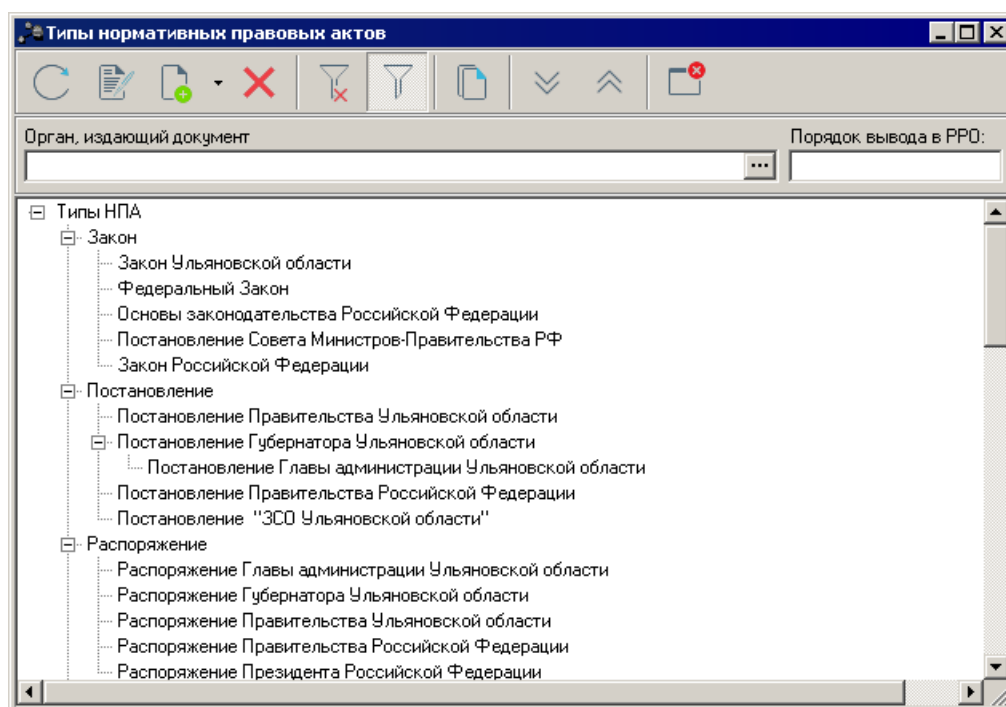 Типы нормативных правовых актов
Орган, издающий документ
Порядок вывода в РРО:
...
Типы НПА
Закон
Закон Ульяновской области
Федеральный Закон
Основы законодательства Российской Федерации
Постановление Совета Министров-Правительства РФ
Закон Российской Федерации
Постановление
Постановление Правительства Ульяновской области
Постановление Губернатора Ульяновской области
Постановление Главы администрации Ульяновской области
Постановление Правительства Российской Федерации
Постановление "ЗСО Ульяновской области"
Распоряжение
Распоряжение Главы администрации Ульяновской области
Распоряжение Губернатора Ульяновской области
Распоряжение Правительства Ульяновской области
Распоряжение Правительства Российской Федерации
Распоряжение Президента Российской Федерации